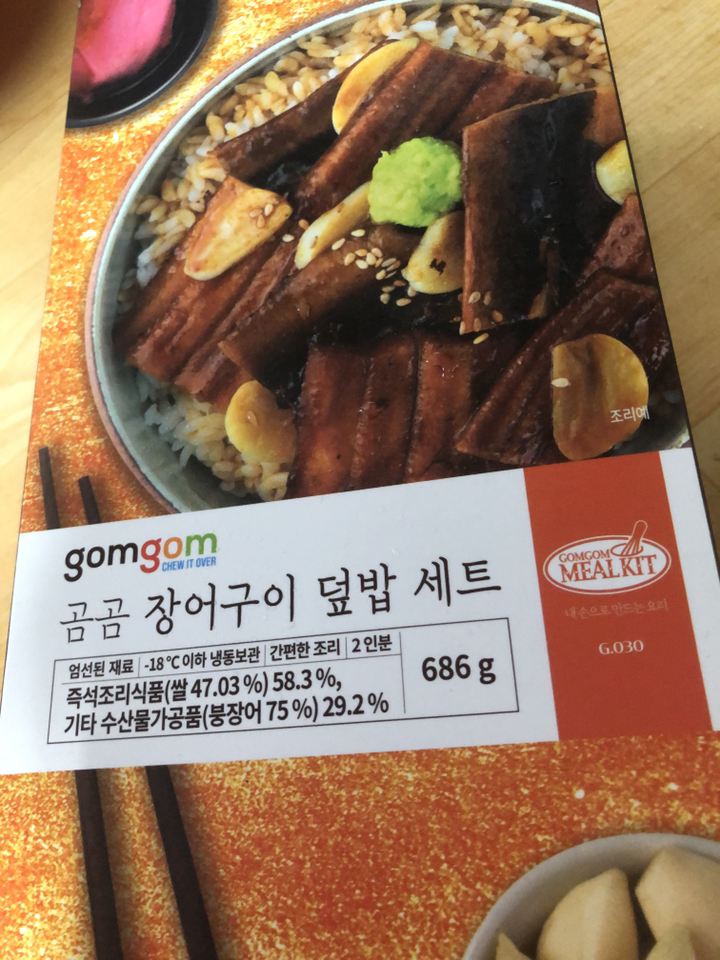 조리예
gomgom
CHEW IT OVER
곰곰 장어구이 덮밥 세트
엄선된 재료 -18℃ 이하 냉동보관 간편한 조리 2인분
즉석조리식품(쌀 47.03%) 58.3%,
기타 수산물가공품(붕장어 75%) 29.2%
686 g
GOMGOM
MEAL KIT
내 손으로 만드는 요리
G.030